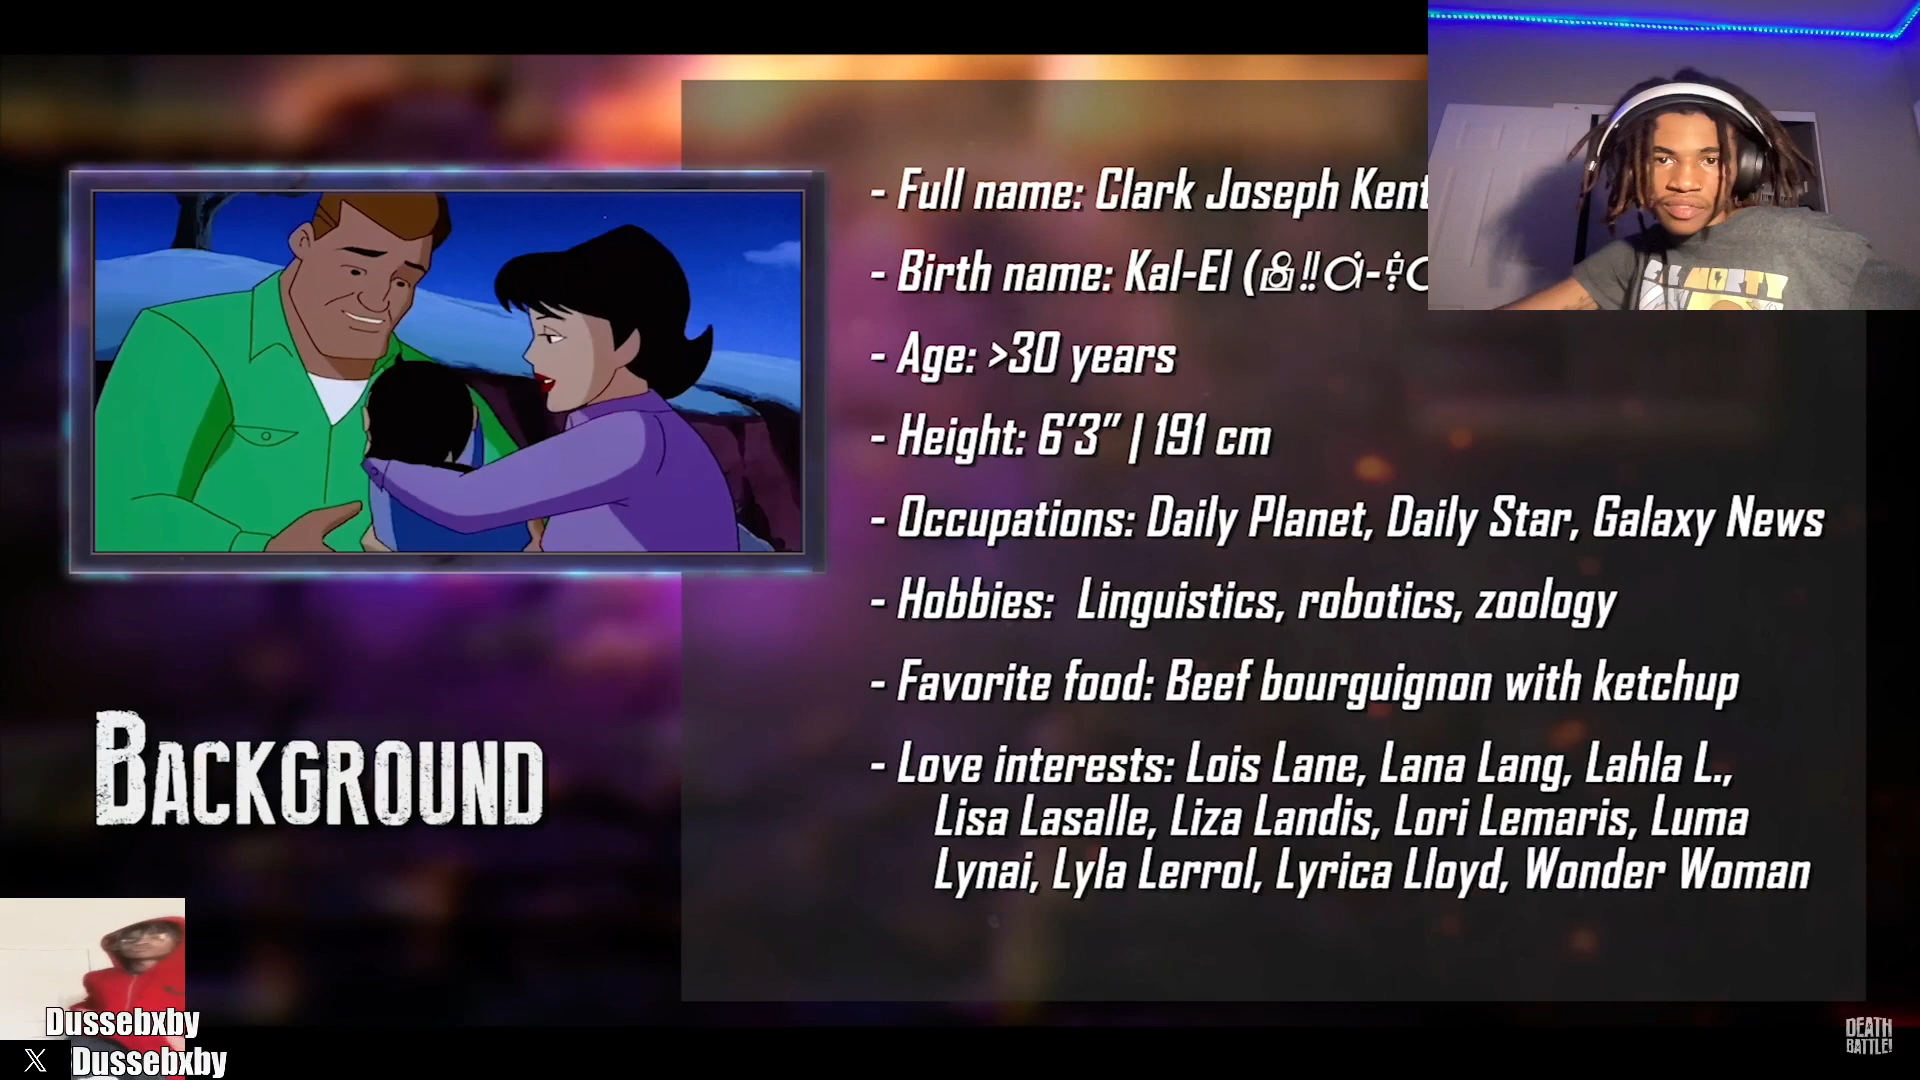 - Full name: Clark Joseph Kent
- Birth name: Kal-El (
- Age: >30 years
- Height: 6'3" | 191 cm
- Occupations: Daily Planet, Daily Star, Galaxy News
- Hobbies: Linguistics, robotics, zoology
- Favorite food: Beef bourguignon with ketchup
- Love interests: Lois Lane, Lana Lang, Lahla L.,
Lisa Lasalle, Liza Landis, Lori Lemaris, Luma
Lynai, Lyla Lerrol, Lyrica Lloyd, Wonder Woman
BACKGROUND
Dussebxby
X Dussebxby
DEATH
BATTLE!